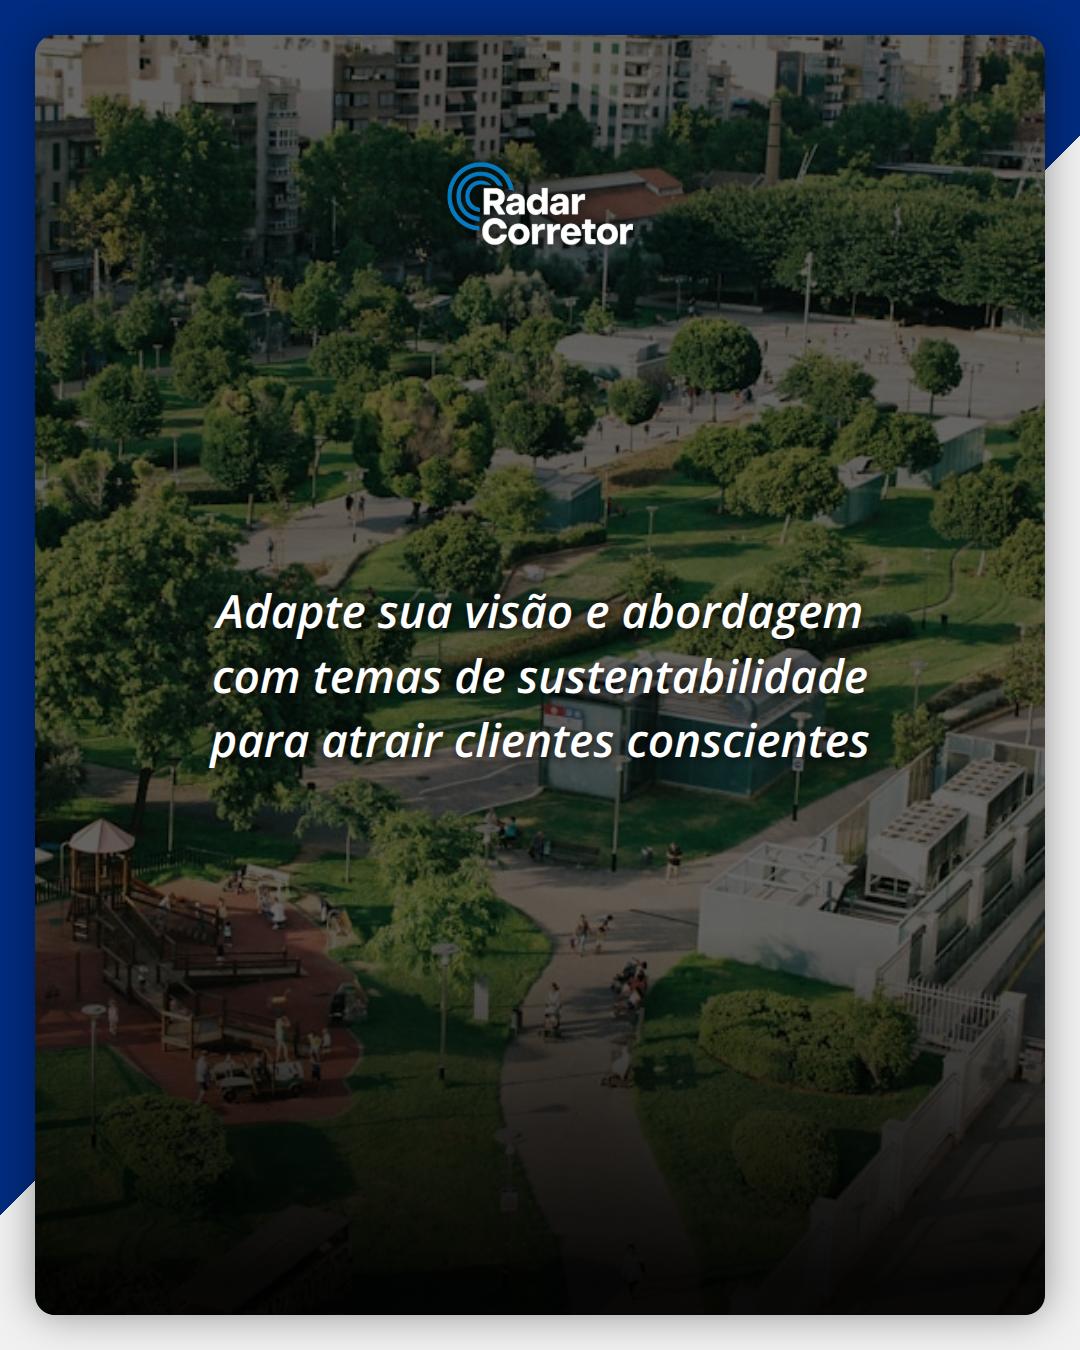 Radar
Corretor
Adapte sua visão e abordagem
com temas de sustentabilidade
para atrair clientes conscientes